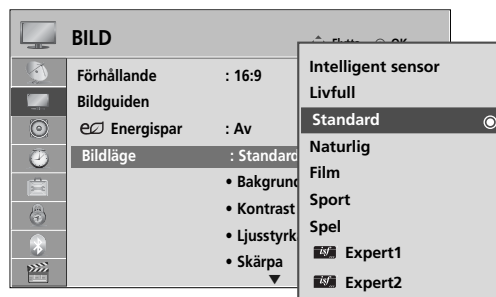 BILD
OK
Förhållande : 16:9
Bildguiden
Energispar : Av
Bildläge : Standard
• Bakgrund
• Kontrast
• Ljusstyrk
• Skärpa
Intelligent sensor
Livfull
Standard
Naturlig
Film
Sport
Spel
Expert1
Expert2